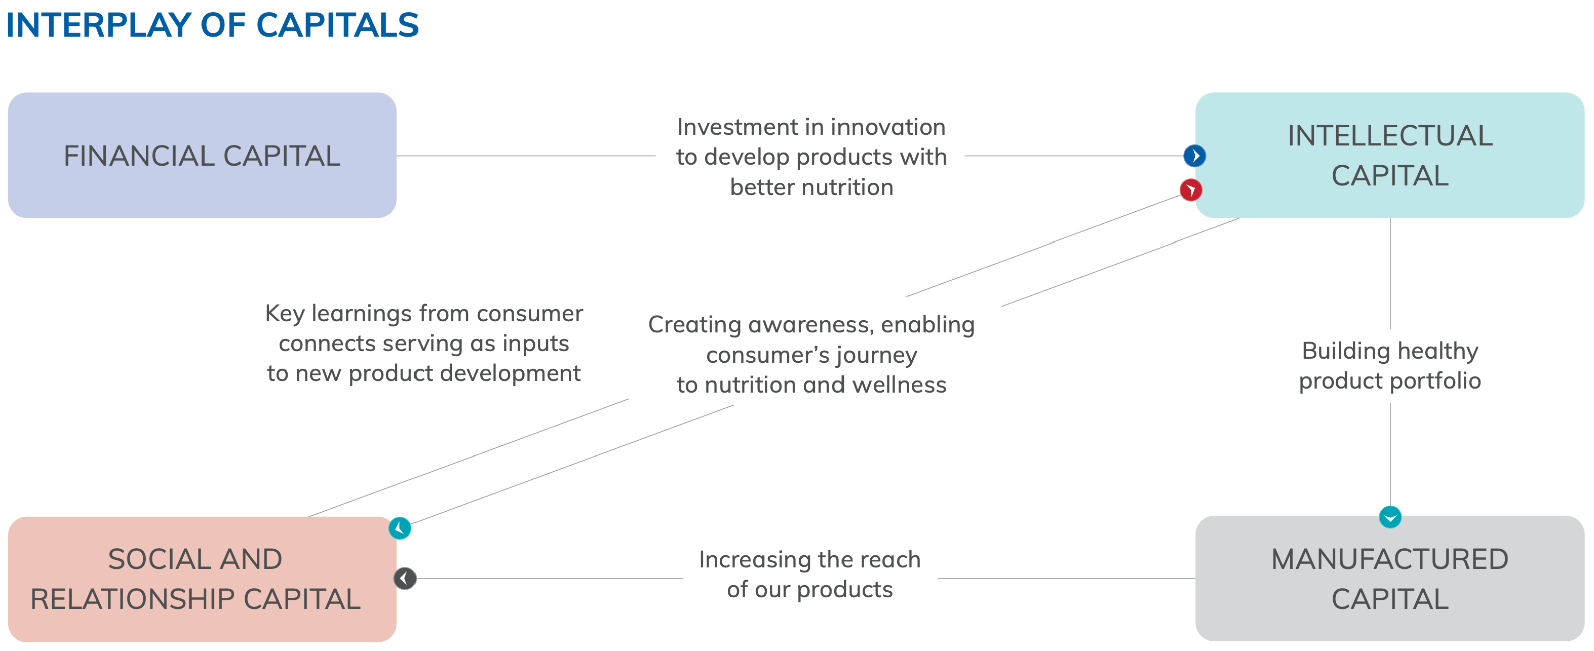 INTERPLAY OF CAPITALS
FINANCIAL CAPITAL
Investment in innovation
to develop products with
better nutrition
INTELLECTUAL
CAPITAL
Key learnings from consumer
connects serving as inputs
to new product development
Creating awareness, enabling
consumer’s journey
to nutrition and wellness
Building healthy
product portfolio
SOCIAL AND
RELATIONSHIP CAPITAL
Increasing the reach
of our products
MANUFACTURED
CAPITAL